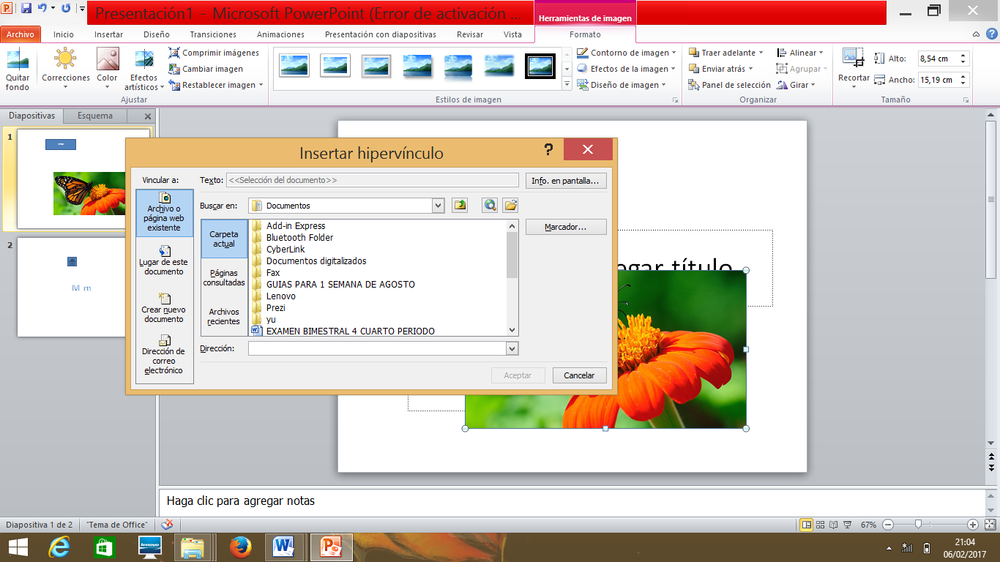 Presentación1 - Microsoft PowerPoint (Error de activación ...
Herramientas de imagen
Archivo
Inicio
Insertar
Diseño
Transiciones
Animaciones
Presentación con diapositivas
Revisar
Vista
Formato
Quitar fondo
Correcciones
Color
Efectos artísticos
Comprimir imágenes
Cambiar imagen
Restablecer imagen
Ajustar
Estilos de imagen
Contorno de imagen
Efectos de la imagen
Diseño de imagen
Traer adelante
Enviar atrás
Panel de selección
Alinear
Agrupar
Girar
Organizar
Recortar
Alto: 8,54 cm
Ancho: 15,19 cm
Tamaño
Diapositivas
Esquema
1
2
M m
Insertar hipervínculo
?
Vincular a:
Texto: <<Selección del documento>>
Info. en pantalla...
Archivo o página web existente
Lugar de este documento
Crear nuevo documento
Dirección de correo electrónico
Buscar en: Documentos
Marcador...
Carpeta actual
Páginas consultadas
Archivos recientes
Add-in Express
Bluetooth Folder
CyberLink
Documentos digitalizados
Fax
GUIAS PARA 1 SEMANA DE AGOSTO
Lenovo
Prezi
yu
EXAMEN BIMESTRAL 4 CUARTO PERIODO
Dirección:
Aceptar
Cancelar
egar título
Haga clic para agregar notas
Diapositiva 1 de 2
"Tema de Office"
67%
lenovo
21:04
06/02/2017